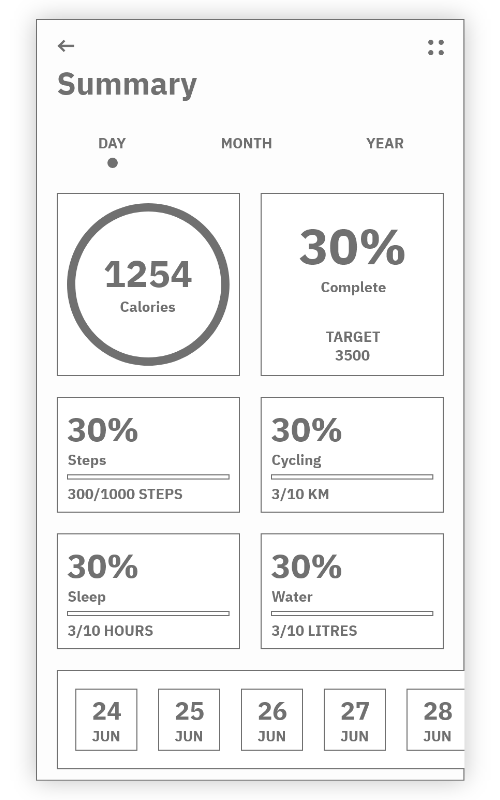 Summary
DAY MONTH YEAR
1254
Calories
30%
Complete
TARGET
3500
30%
Steps
300/1000 STEPS
30%
Cycling
3/10 KM
30%
Sleep
3/10 HOURS
30%
Water
3/10 LITRES
24
JUN
25
JUN
26
JUN
27
JUN
28
JUN